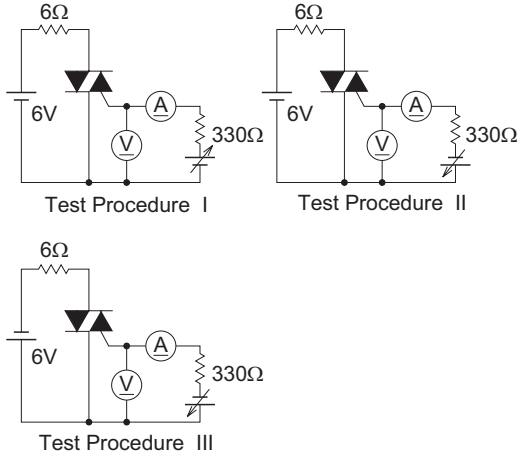 6Ω
6V
A
V
330Ω
Test Procedure I
6Ω
6V
A
V
330Ω
Test Procedure II
6Ω
6V
A
V
330Ω
Test Procedure III